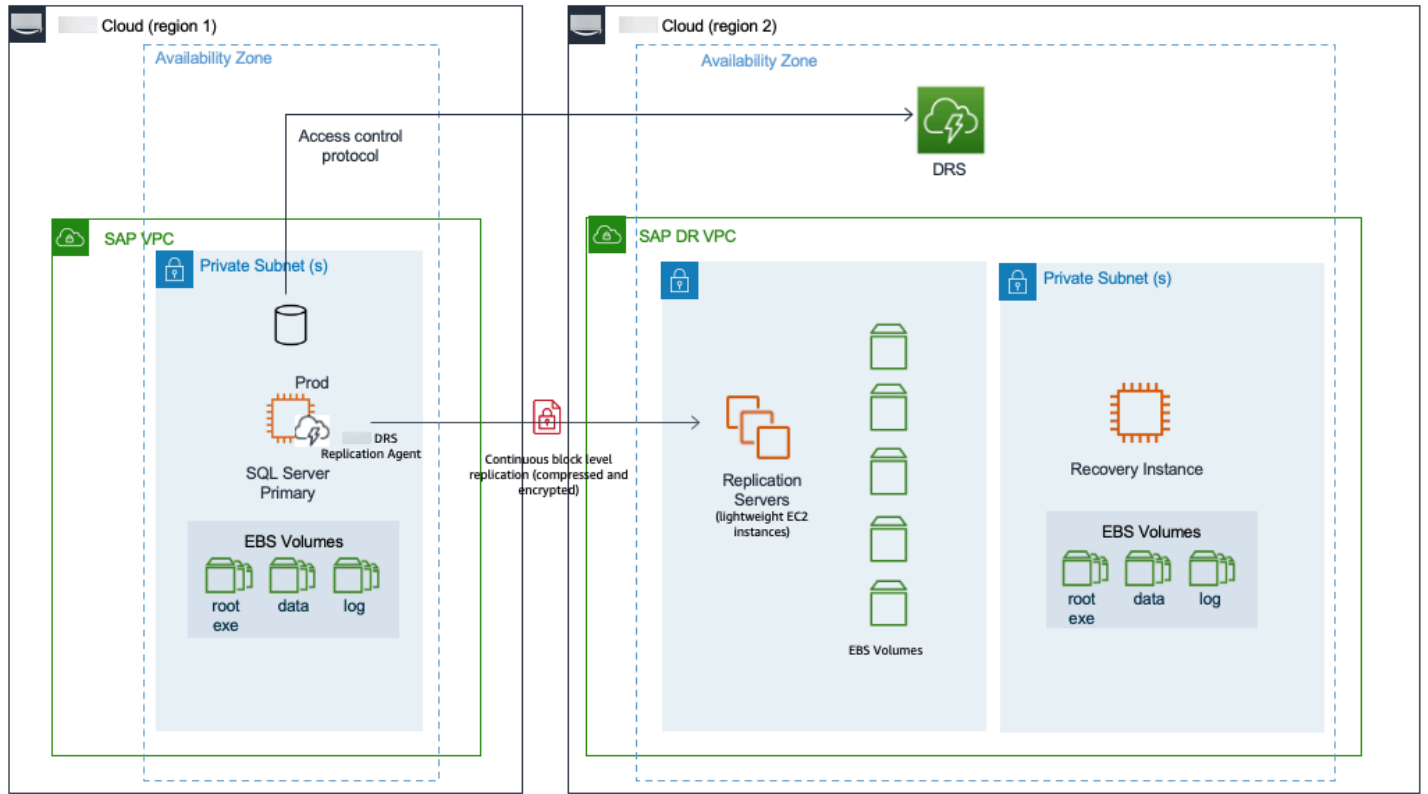 Cloud (region 1)
Availability Zone
Access control
protocol
SAP VPC
Private Subnet (s)
Prod
DRS
Replication Agent
SQL Server
Primary
EBS Volumes
root
exe
data
log
Continuous block level
replication (compressed and
encrypted)
Cloud (region 2)
Availability Zone
DRS
SAP DR VPC
Replication
Servers
(lightweight EC2
instances)
EBS Volumes
Private Subnet (s)
Recovery Instance
EBS Volumes
root
exe
data
log